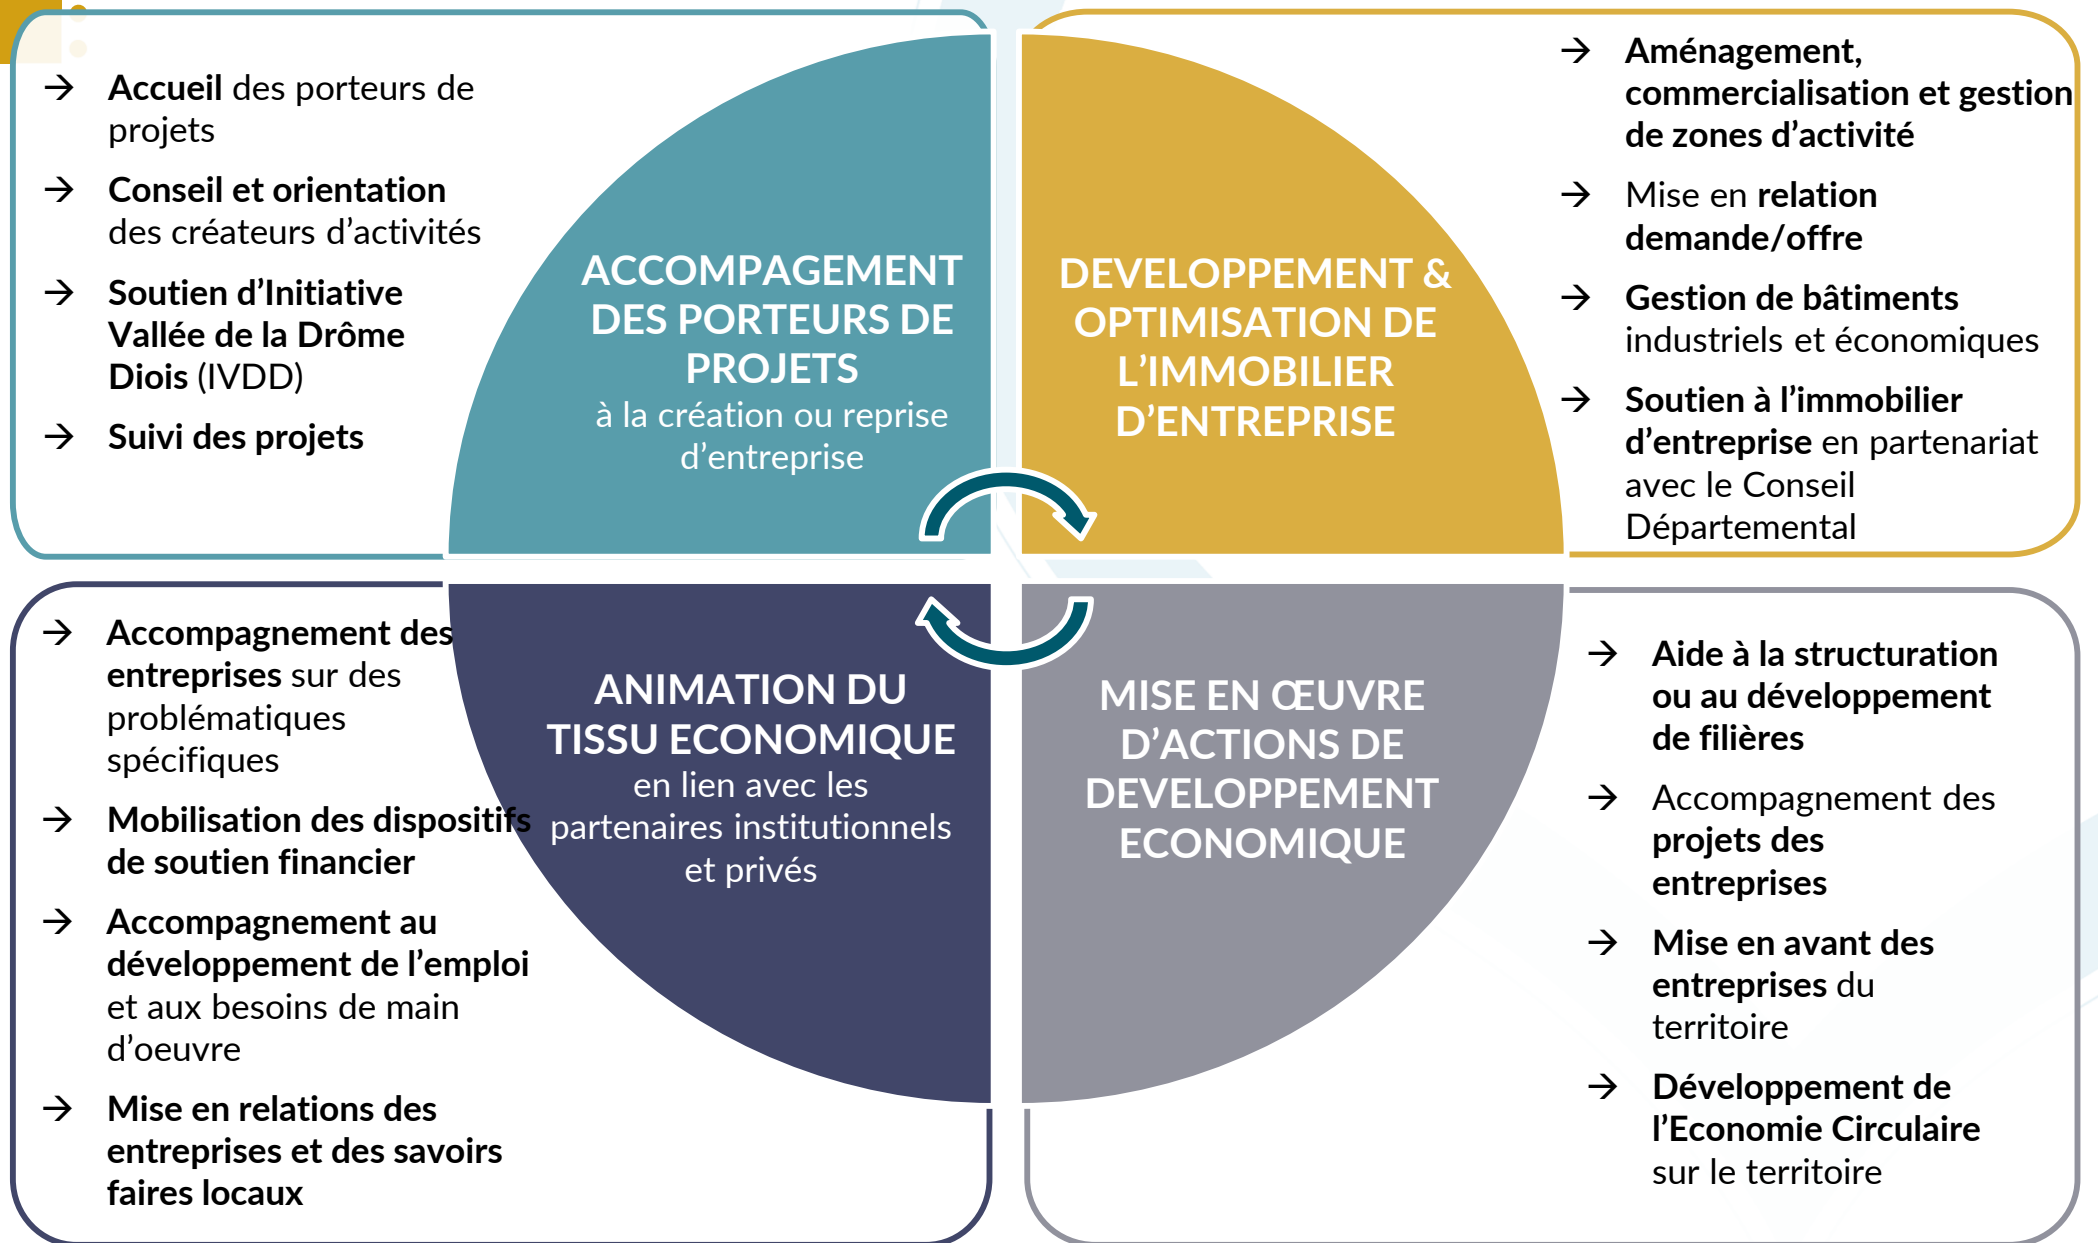 → Accueil des porteurs de
projets
→ Conseil et orientation
des créateurs d’activités
→ Soutien d’Initiative
Vallée de la Drôme
Diois (IVDD)
→ Suivi des projets
ACCOMPAGEMENT
DES PORTEURS DE
PROJETS
à la création ou reprise
d’entreprise
DEVELOPPEMENT &
OPTIMISATION DE
L’IMMOBILIER
D’ENTREPRISE
→ Aménagement,
commercialisation et gestion
de zones d’activité
→ Mise en relation
demande/offre
→ Gestion de bâtiments
industriels et économiques
→ Soutien à l’immobilier
d’entreprise en partenariat
avec le Conseil
Départemental
→ Accompagnement des
entreprises sur des
problématiques
spécifiques
→ Mobilisation des dispositifs
de soutien financier
→ Accompagnement au
développement de l’emploi
et aux besoins de main
d’oeuvre
→ Mise en relations des
entreprises et des savoirs
faires locaux
ANIMATION DU
TISSU ECONOMIQUE
en lien avec les
partenaires institutionnels
et privés
MISE EN ŒUVRE
D’ACTIONS DE
DEVELOPPEMENT
ECONOMIQUE
→ Aide à la structuration
ou au développement
de filières
→ Accompagnement des
projets des
entreprises
→ Mise en avant des
entreprises du
territoire
→ Développement de
l’Economie Circulaire
sur le territoire